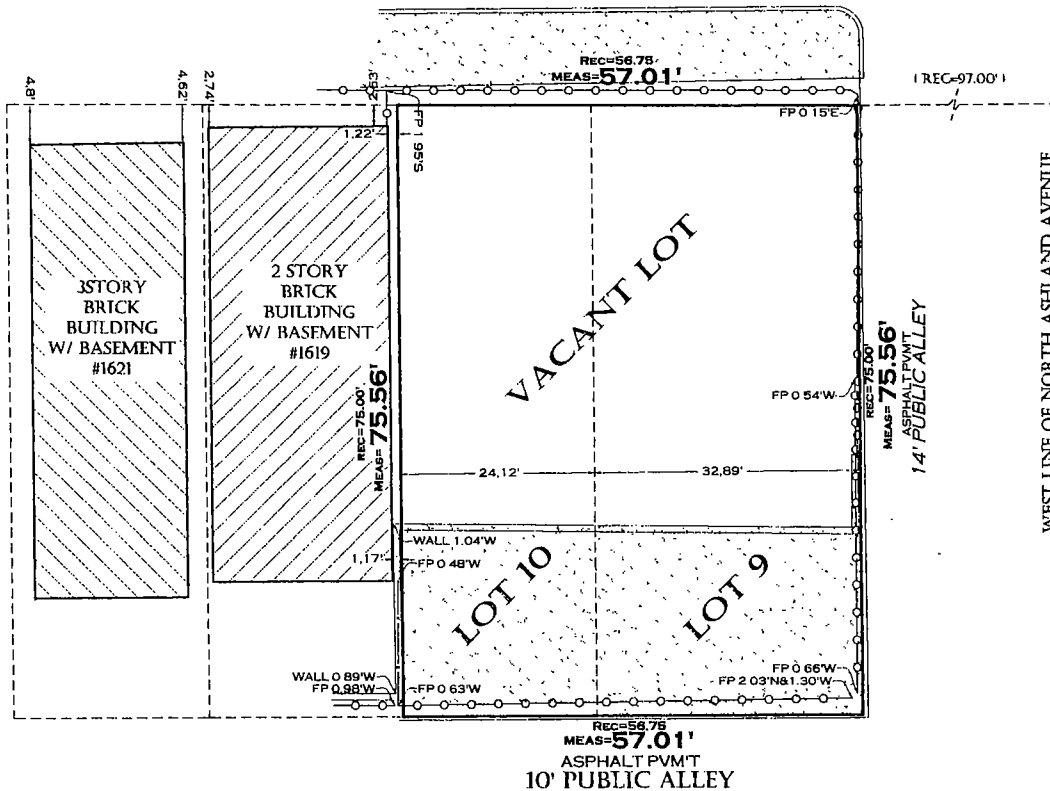 REC=56.75
MEAS=57.01'
(REC=97.00')
4.8'
4.62'
2.74'
2.63'
1.22'
FP 1 95'S
FP 0 15'E
3STORY
BRICK
BUILDING
W/ BASEMENT
#1621
2 STORY
BRICK
BUILDING
W/ BASEMENT
#1619
REC=75.00'
MEAS=75.56'
VACANT LOT
FP 0 54'W
REC=75.00'
MEAS=75.56'
ASPHALT PVM'T
14' PUBLIC ALLEY
WEST LINE OF NORTH ASHLAND AVENUE
24.12'
32.89'
WALL 1.04'W
1.17'
FP 0 48'W
LOT 10
LOT 9
WALL 0 89'W
FP 0.98'W
FP 0 63'W
FP 0 66'W
FP 2 03'N&1.30'W
REC=56.75
MEAS=57.01'
ASPHALT PVM'T
10' PUBLIC ALLEY